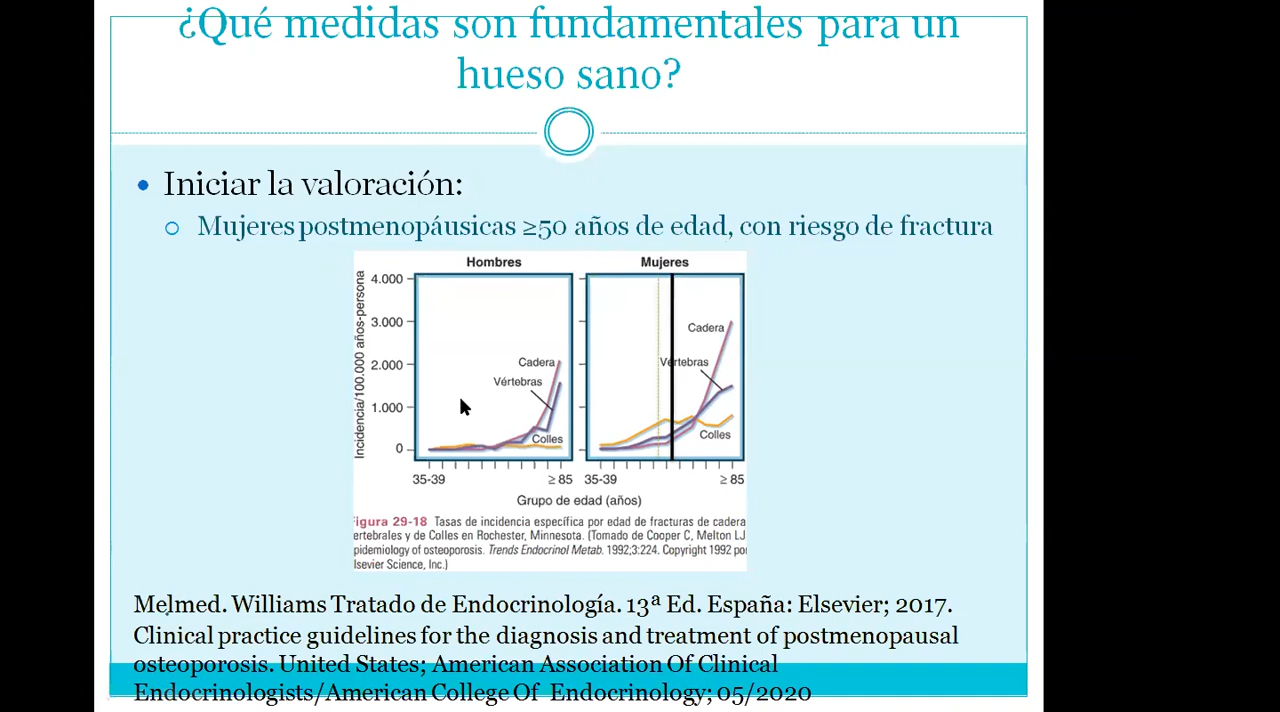 ¿Qué medidas son fundamentales para un
hueso sano?
Iniciar la valoración:
Mujeres postmenopáusicas ≥50 años de edad, con riesgo de fractura
Hombres
Mujeres
Incidencia/100.000 años-persona
4.000
3.000
2.000
1.000
0
Cadera
Vértebras
Colles
Cadera
Vértebras
Colles
35-39
≥ 85
35-39
≥ 85
Grupo de edad (años)
igura 29-18 Tasas de incidencia específica por edad de fracturas de cadera
ertebrales y de Colles en Rochester, Minnesota. (Tomado de Cooper C, Melton LJ
pidemiology of osteoporosis. Trends Endocrinol Metab. 1992;3:224. Copyright 1992 po
lsevier Science, Inc.)
Melmed. Williams Tratado de Endocrinología. 13ª Ed. España: Elsevier; 2017.
Clinical practice guidelines for the diagnosis and treatment of postmenopausal
osteoporosis. United States; American Association Of Clinical
Endocrinologists/American College Of Endocrinology; 05/2020